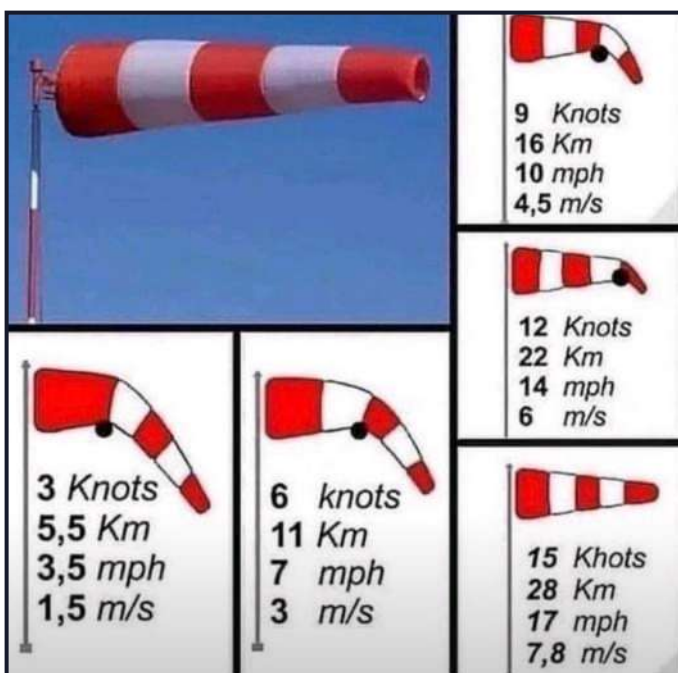 9 Knots
16 Km
10 mph
4,5 m/s
12 Knots
22 Km
14 mph
6 m/s
3 Knots
5,5 Km
3,5 mph
1,5 m/s
6 knots
11 Km
7 mph
3 m/s
15 Khots
28 Km
17 mph
7,8 m/s